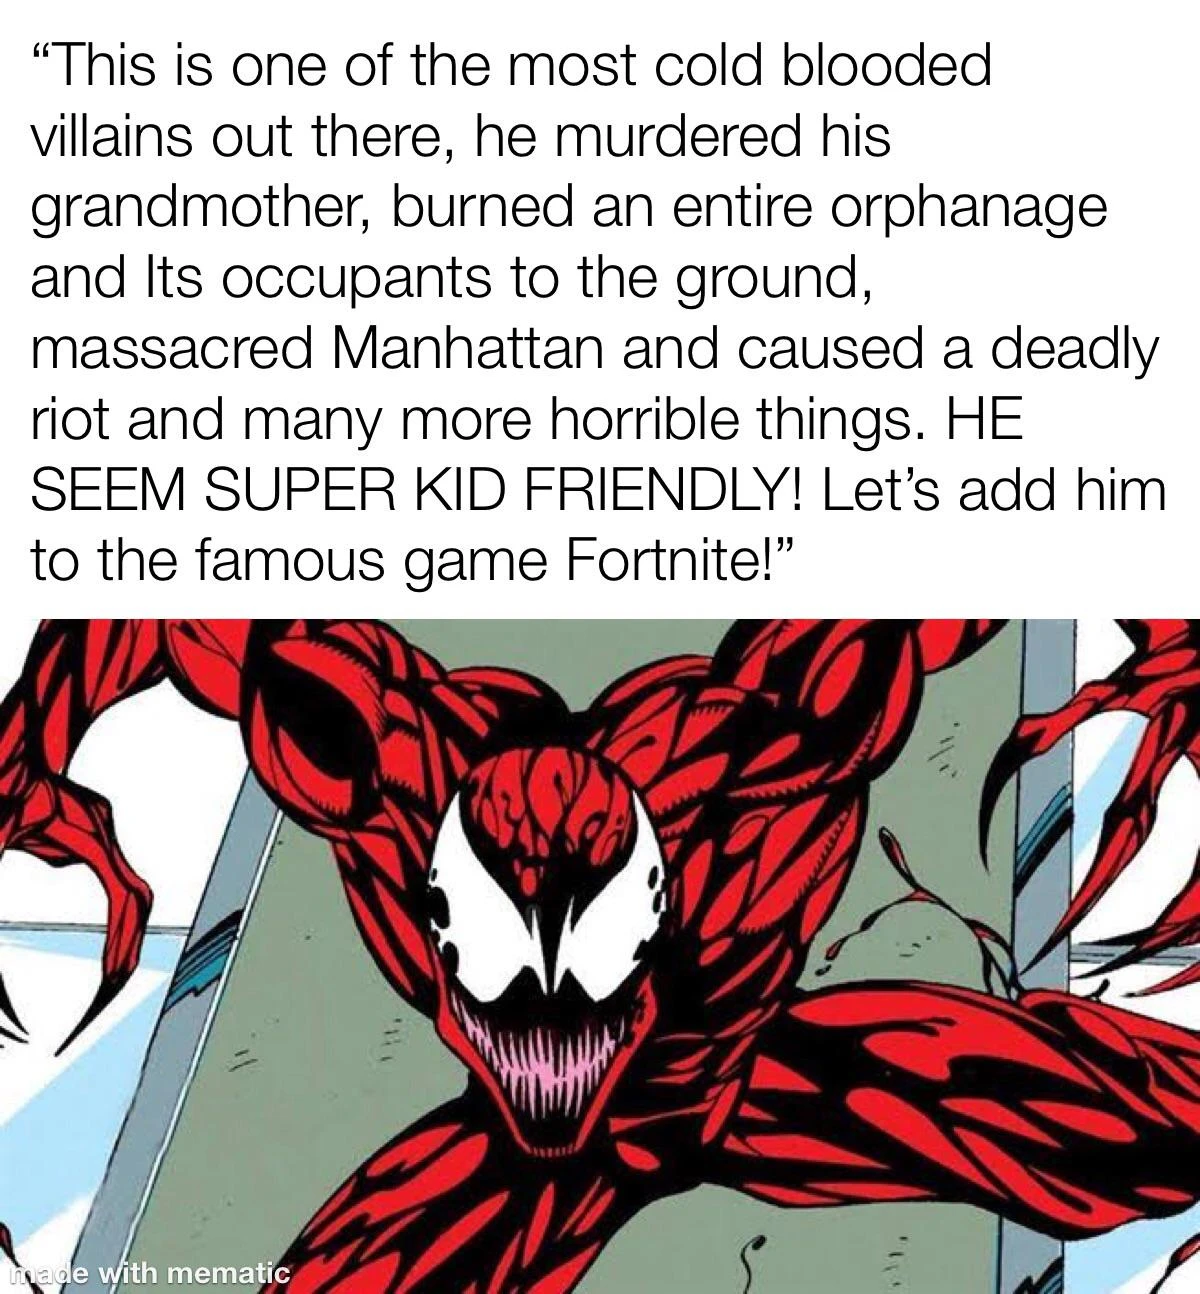 “This is one of the most cold blooded
villains out there, he murdered his
grandmother, burned an entire orphanage
and Its occupants to the ground,
massacred Manhattan and caused a deadly
riot and many more horrible things. HE
SEEM SUPER KID FRIENDLY! Let’s add him
to the famous game Fortnite!”
made with mematic